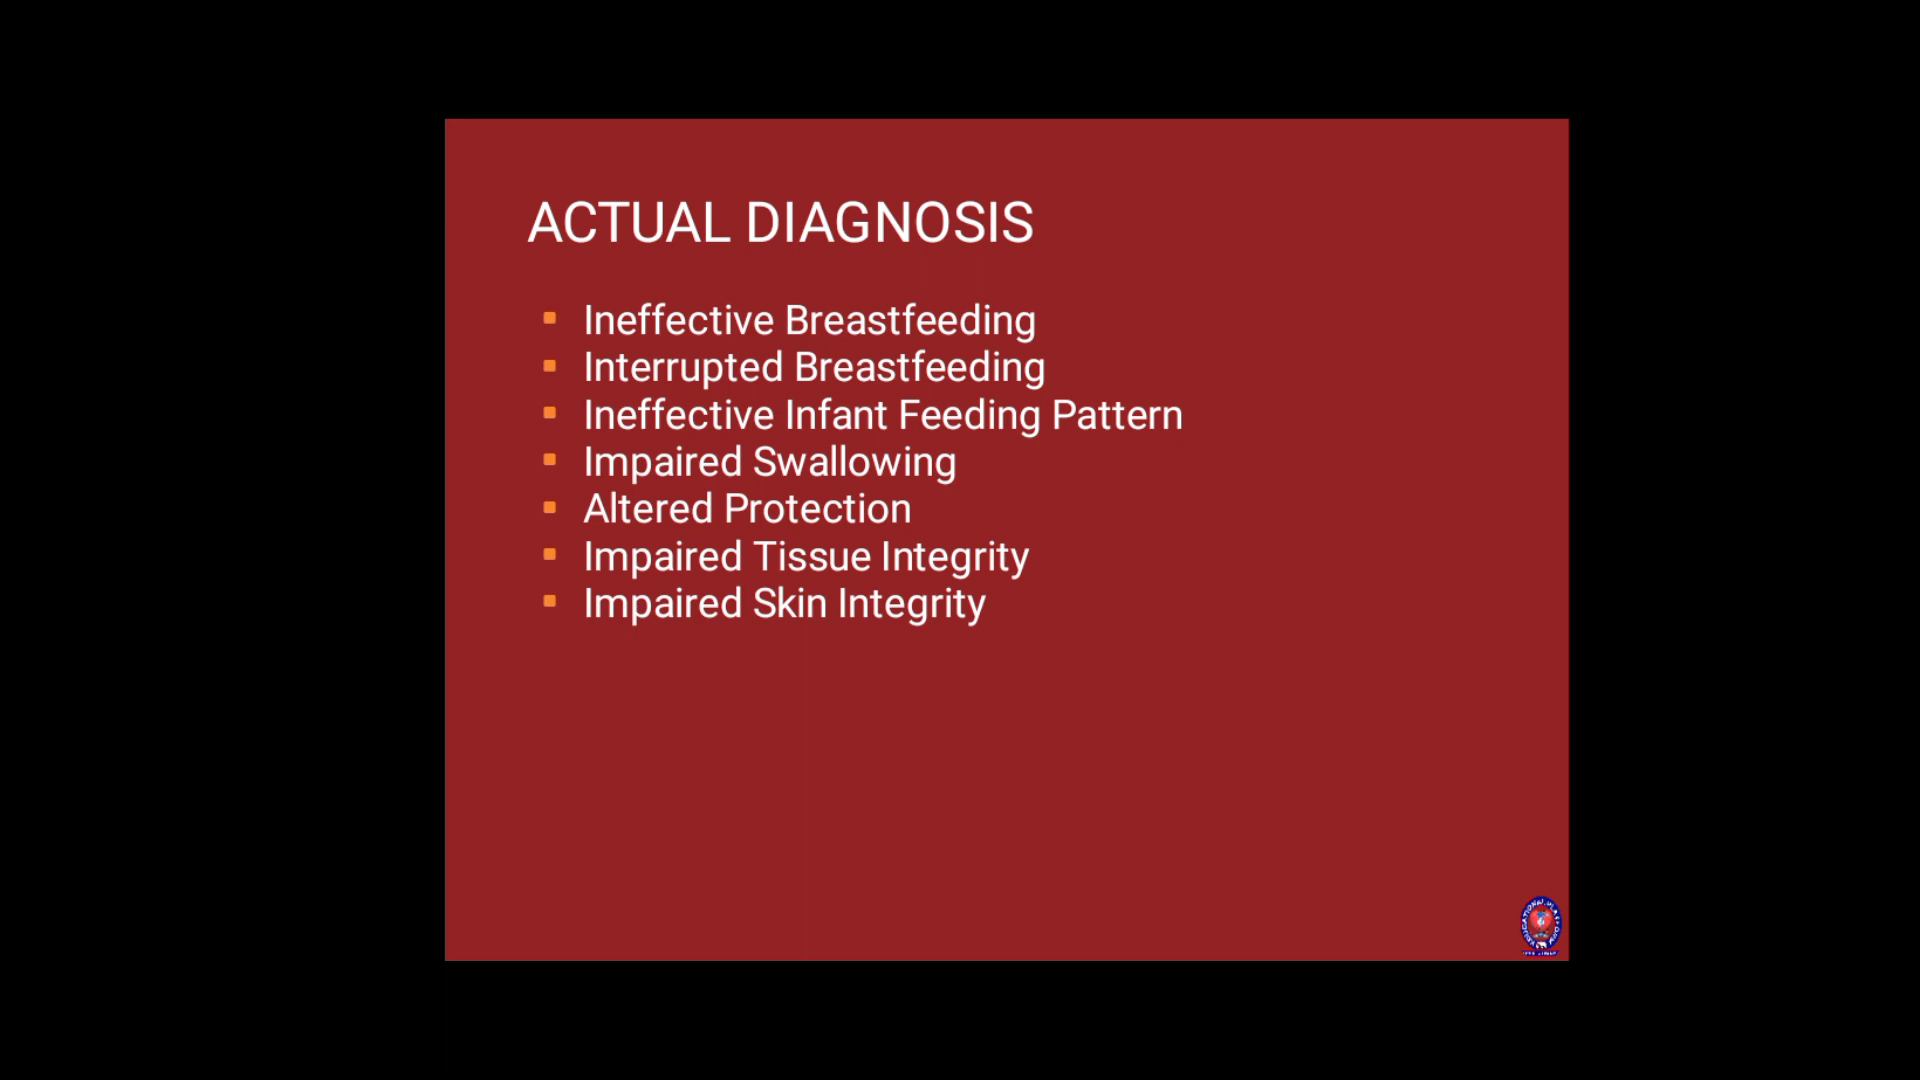 ACTUAL DIAGNOSIS
Ineffective Breastfeeding
Interrupted Breastfeeding
Ineffective Infant Feeding Pattern
Impaired Swallowing
Altered Protection
Impaired Tissue Integrity
Impaired Skin Integrity